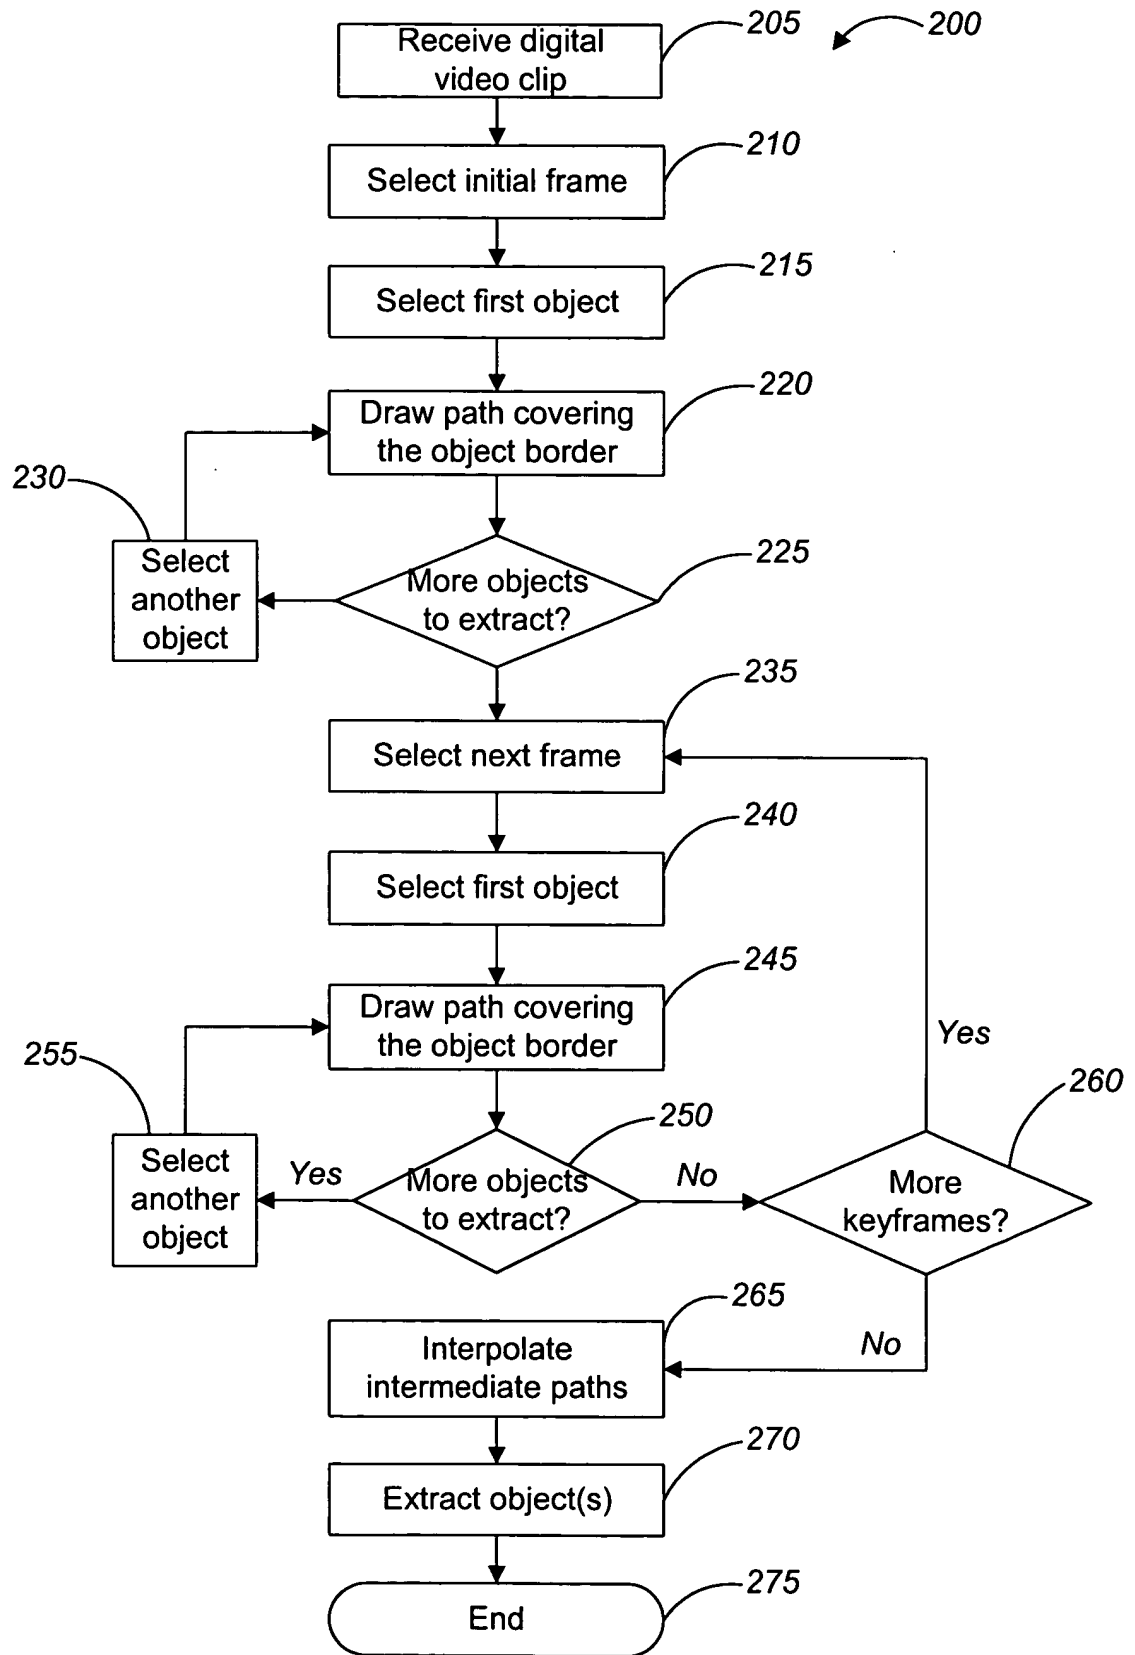 205
200
Receive digital
video clip
210
Select initial frame
215
Select first object
220
Draw path covering
the object border
230
225
Select
another
object
More objects
to extract?
235
Select next frame
240
Select first object
245
Draw path covering
the object border
Yes
255
260
250
Select
another
object
Yes
More objects
to extract?
No
More
keyframes?
265
No
Interpolate
intermediate paths
270
Extract object(s)
275
End